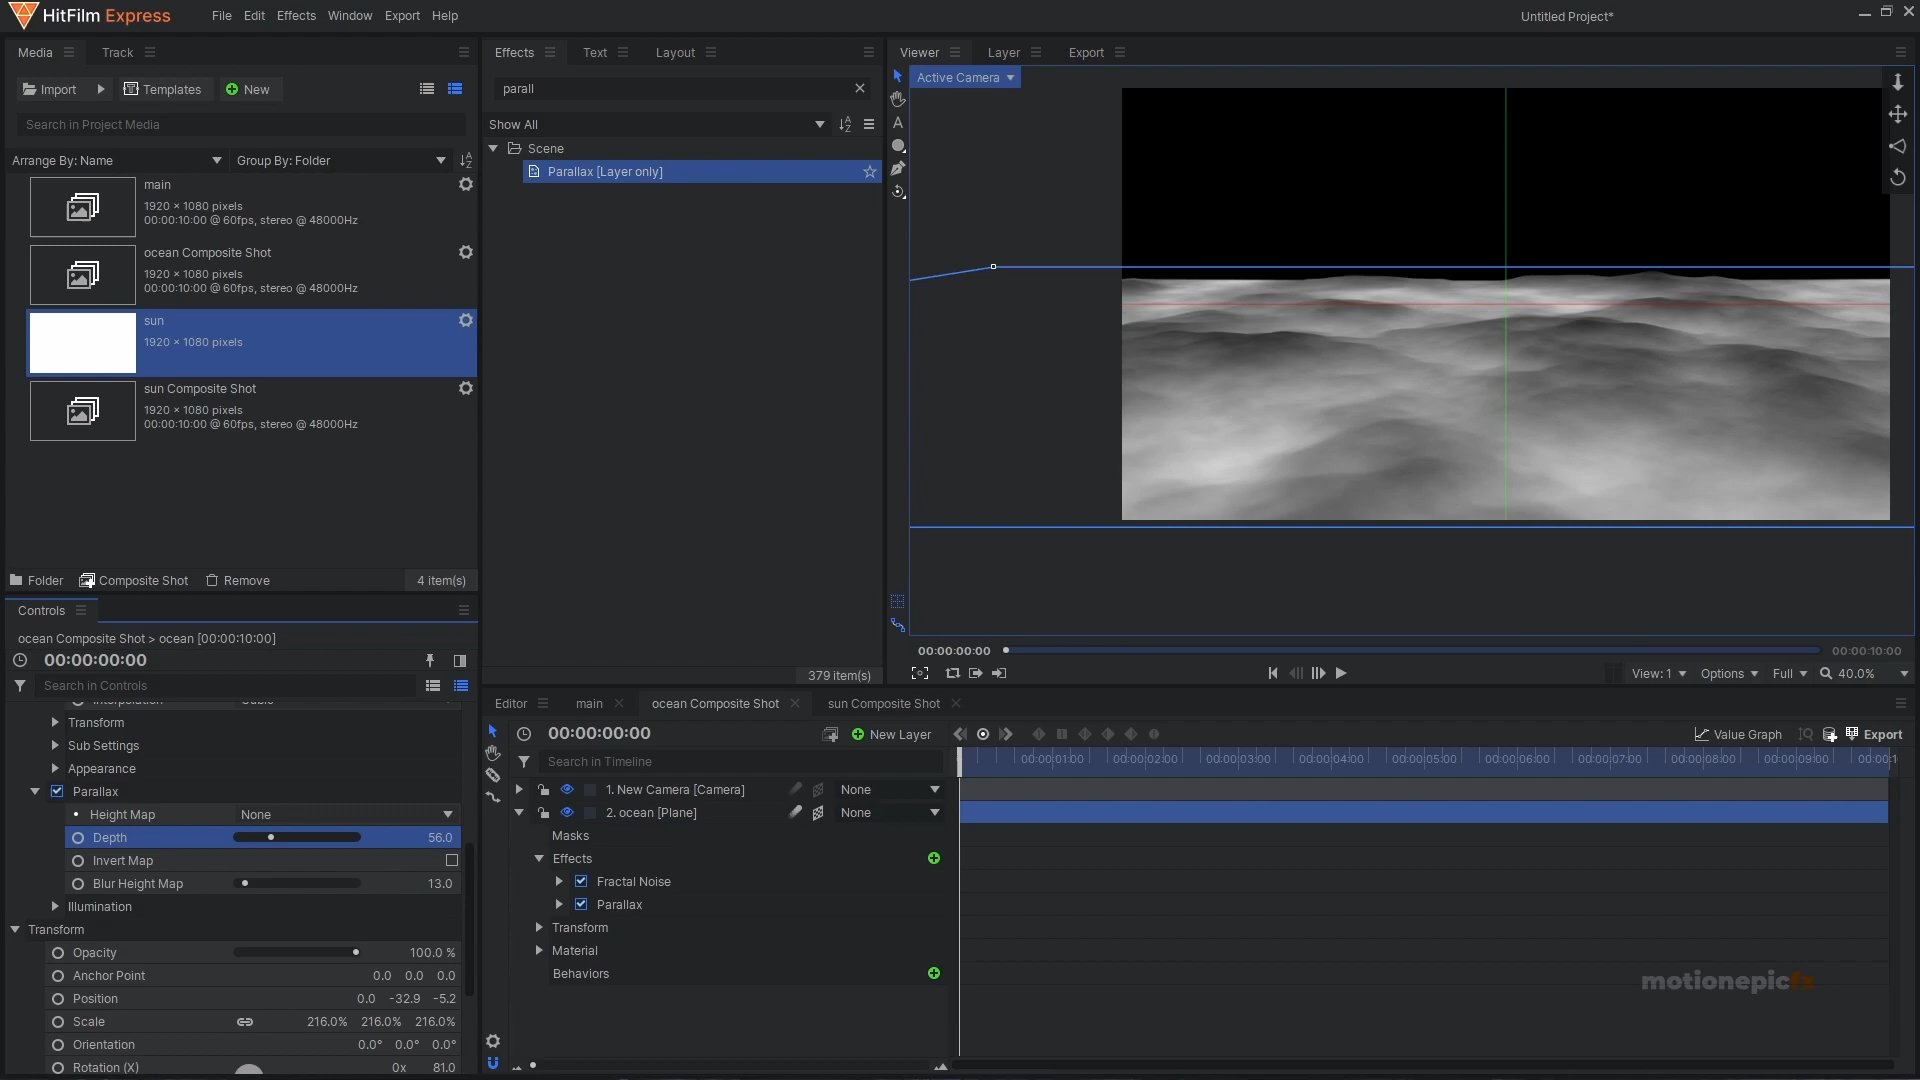 HitFilm Express
File Edit Effects Window Export Help
Untitled Project*
Media
Track
Import
Templates
New
Search in Project Media
Arrange By: Name
Group By: Folder
main
1920 × 1080 pixels
00:00:10:00 @ 60fps, stereo @ 48000Hz
ocean Composite Shot
1920 × 1080 pixels
00:00:10:00 @ 60fps, stereo @ 48000Hz
sun
1920 × 1080 pixels
sun Composite Shot
1920 × 1080 pixels
00:00:10:00 @ 60fps, stereo @ 48000Hz
Folder
Composite Shot
Remove
4 item(s)
Effects
Text
Layout
parall
Show All
Scene
Parallax [Layer only]
379 item(s)
Viewer
Layer
Export
Active Camera
00:00:00:00
00:00:10:00
View: 1
Options
Full
40.0%
Controls
ocean Composite Shot > ocean [00:00:10:00]
00:00:00:00
Search in Controls
Transform
Sub Settings
Appearance
Parallax
Height Map None
Depth 56.0
Invert Map
Blur Height Map 13.0
Illumination
Transform
Opacity 100.0 %
Anchor Point 0.0 0.0 0.0
Position 0.0 -32.9 -5.2
Scale 216.0% 216.0% 216.0%
Orientation 0.0° 0.0° 0.0°
Rotation (X) 0x 81.0
Editor
main
ocean Composite Shot
sun Composite Shot
00:00:00:00
New Layer
Value Graph
Export
Search in Timeline
00:00:01:00 00:00:02:00 00:00:03:00 00:00:04:00 00:00:05:00 00:00:06:00 00:00:07:00 00:00:08:00 00:00:09:00 00:00:1
1. New Camera [Camera] None
2. ocean [Plane] None
Masks
Effects
Fractal Noise
Parallax
Transform
Material
Behaviors
motionepicfx